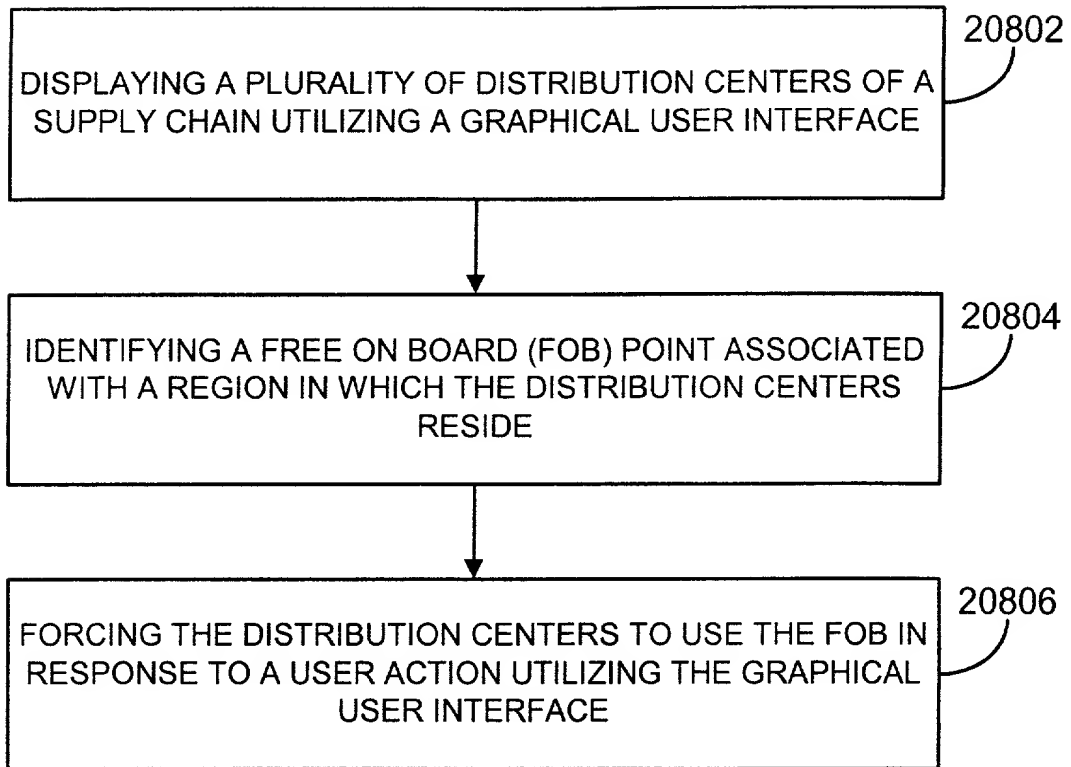 20802
DISPLAYING A PLURALITY OF DISTRIBUTION CENTERS OF A
SUPPLY CHAIN UTILIZING A GRAPHICAL USER INTERFACE
20804
IDENTIFYING A FREE ON BOARD (FOB) POINT ASSOCIATED
WITH A REGION IN WHICH THE DISTRIBUTION CENTERS
RESIDE
20806
FORCING THE DISTRIBUTION CENTERS TO USE THE FOB IN
RESPONSE TO A USER ACTION UTILIZING THE GRAPHICAL
USER INTERFACE